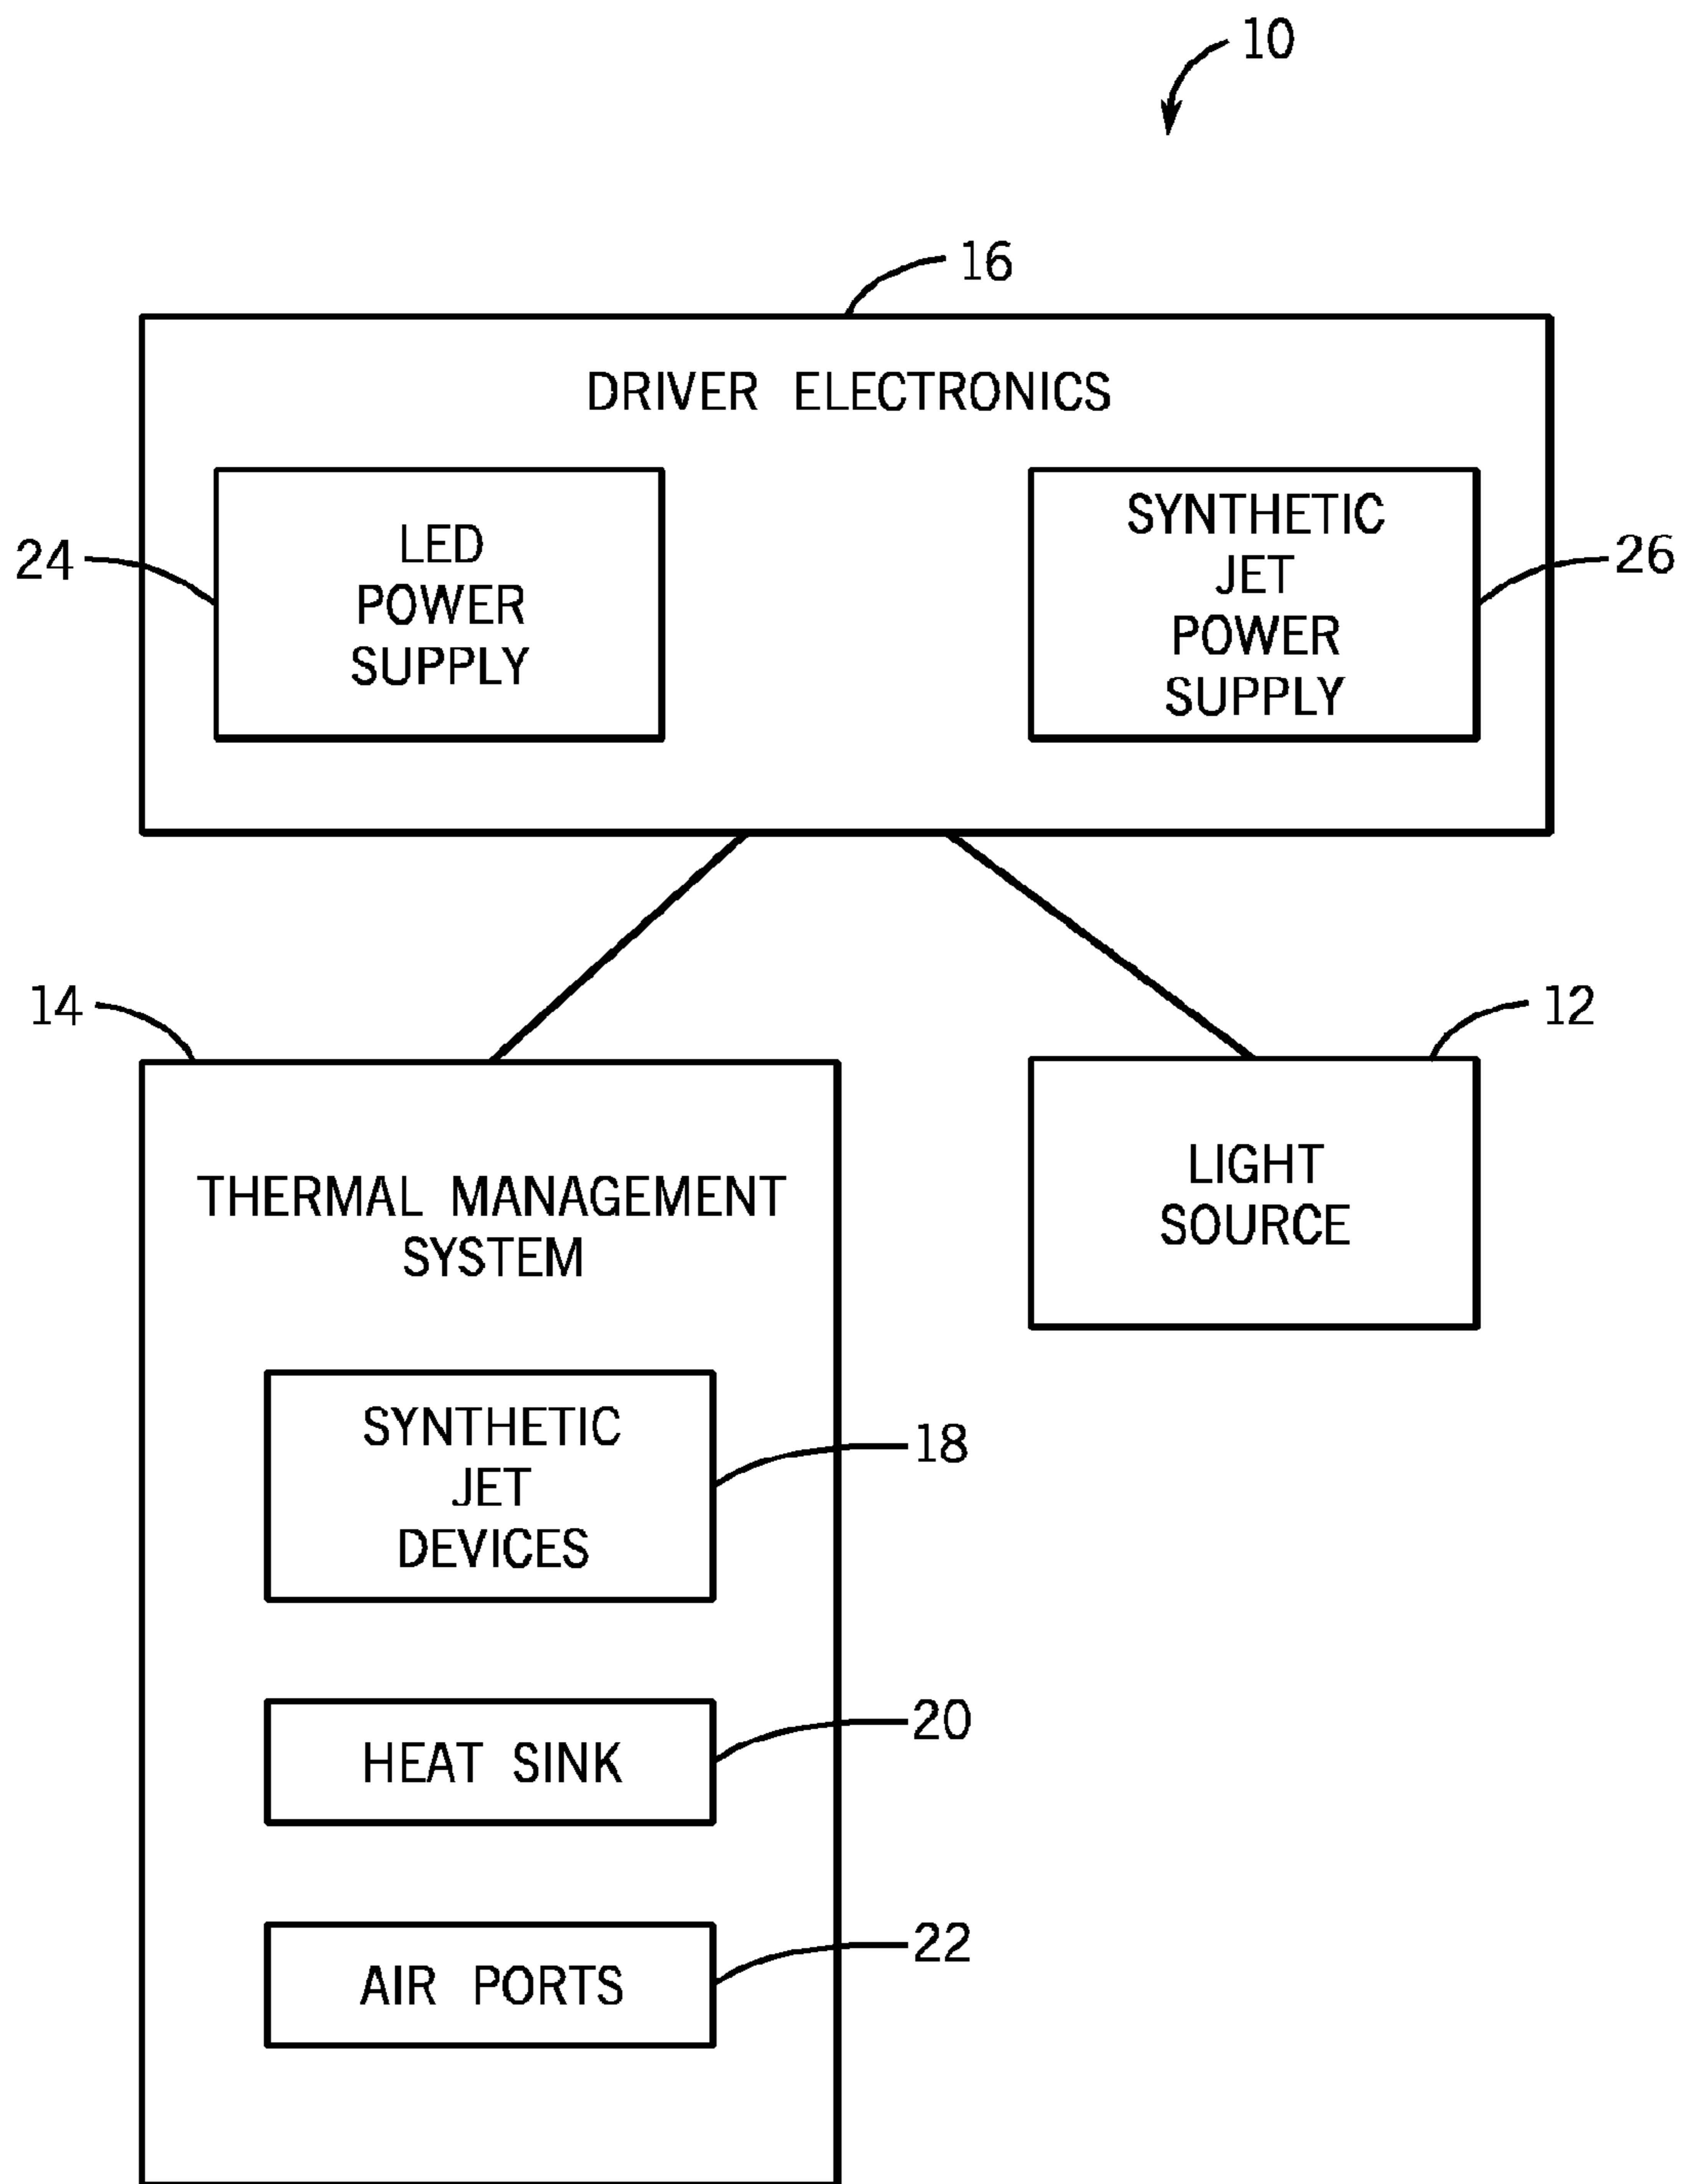 10
16
DRIVER ELECTRONICS
24
LED
POWER
SUPPLY
SYNTHETIC
JET
POWER
SUPPLY
26
14
THERMAL MANAGEMENT
SYSTEM
12
LIGHT
SOURCE
SYNTHETIC
JET
DEVICES
18
HEAT SINK
20
AIR PORTS
22